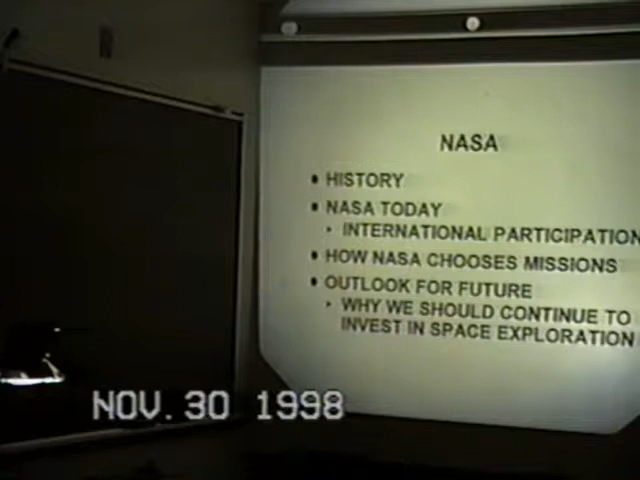 NASA
• HISTORY
• NASA TODAY
• INTERNATIONAL PARTICIPATION
• HOW NASA CHOOSES MISSIONS
• OUTLOOK FOR FUTURE
• WHY WE SHOULD CONTINUE TO
INVEST IN SPACE EXPLORATION
NOV. 30 1998